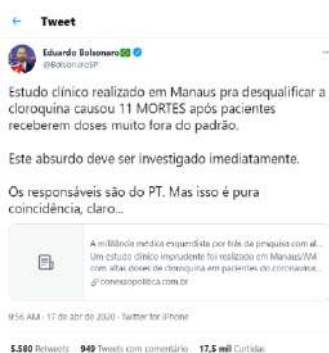 Tweet
Eduardo Bolsonaro
@BolsonaroSP
Estudo clínico realizado em Manaus pra desqualificar a
cloroquina causou 11 MORTES após pacientes
receberem doses muito fora do padrão.
Este absurdo deve ser investigado imediatamente.
Os responsáveis são do PT. Mas isso é pura
coincidência, claro...
A militância médica esquerdista por trás da pesquisa com al...
Um estudo clínico imprudente foi realizado em Manaus/AM
com altas doses de cloroquina em pacientes do coronavírus...
conexaopolitica.com.br
9:56 AM · 17 de abr de 2020 · Twitter for iPhone
5.580 Retweets 949 Tweets com comentário 17,5 mil Curtidas